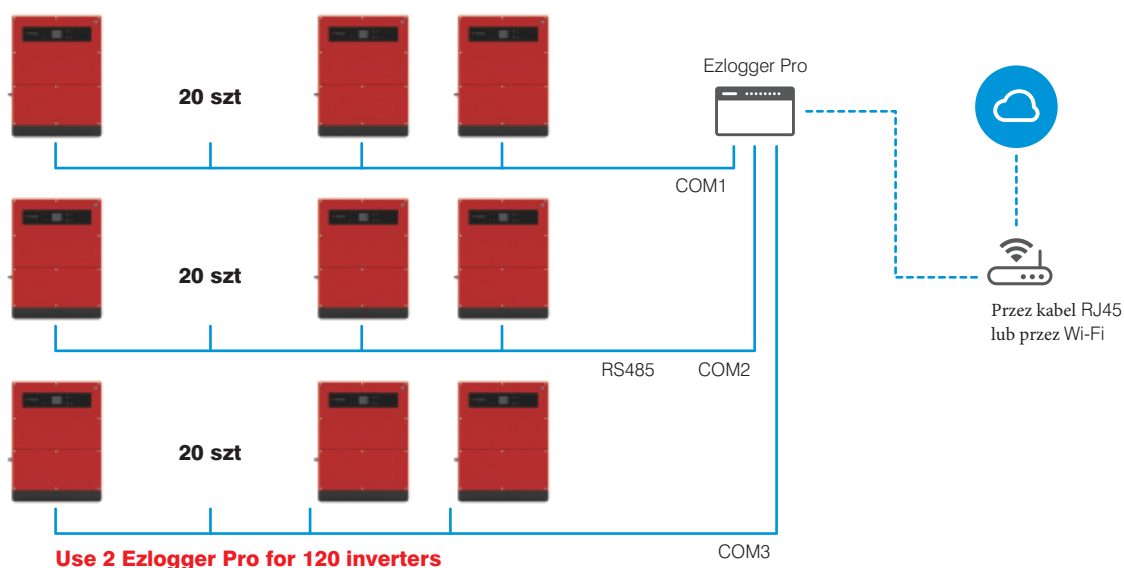 Ezlogger Pro
20 szt
COM1
20 szt
Przez kabel RJ45
lub przez Wi-Fi
RS485 COM2
20 szt
COM3
Use 2 Ezlogger Pro for 120 inverters